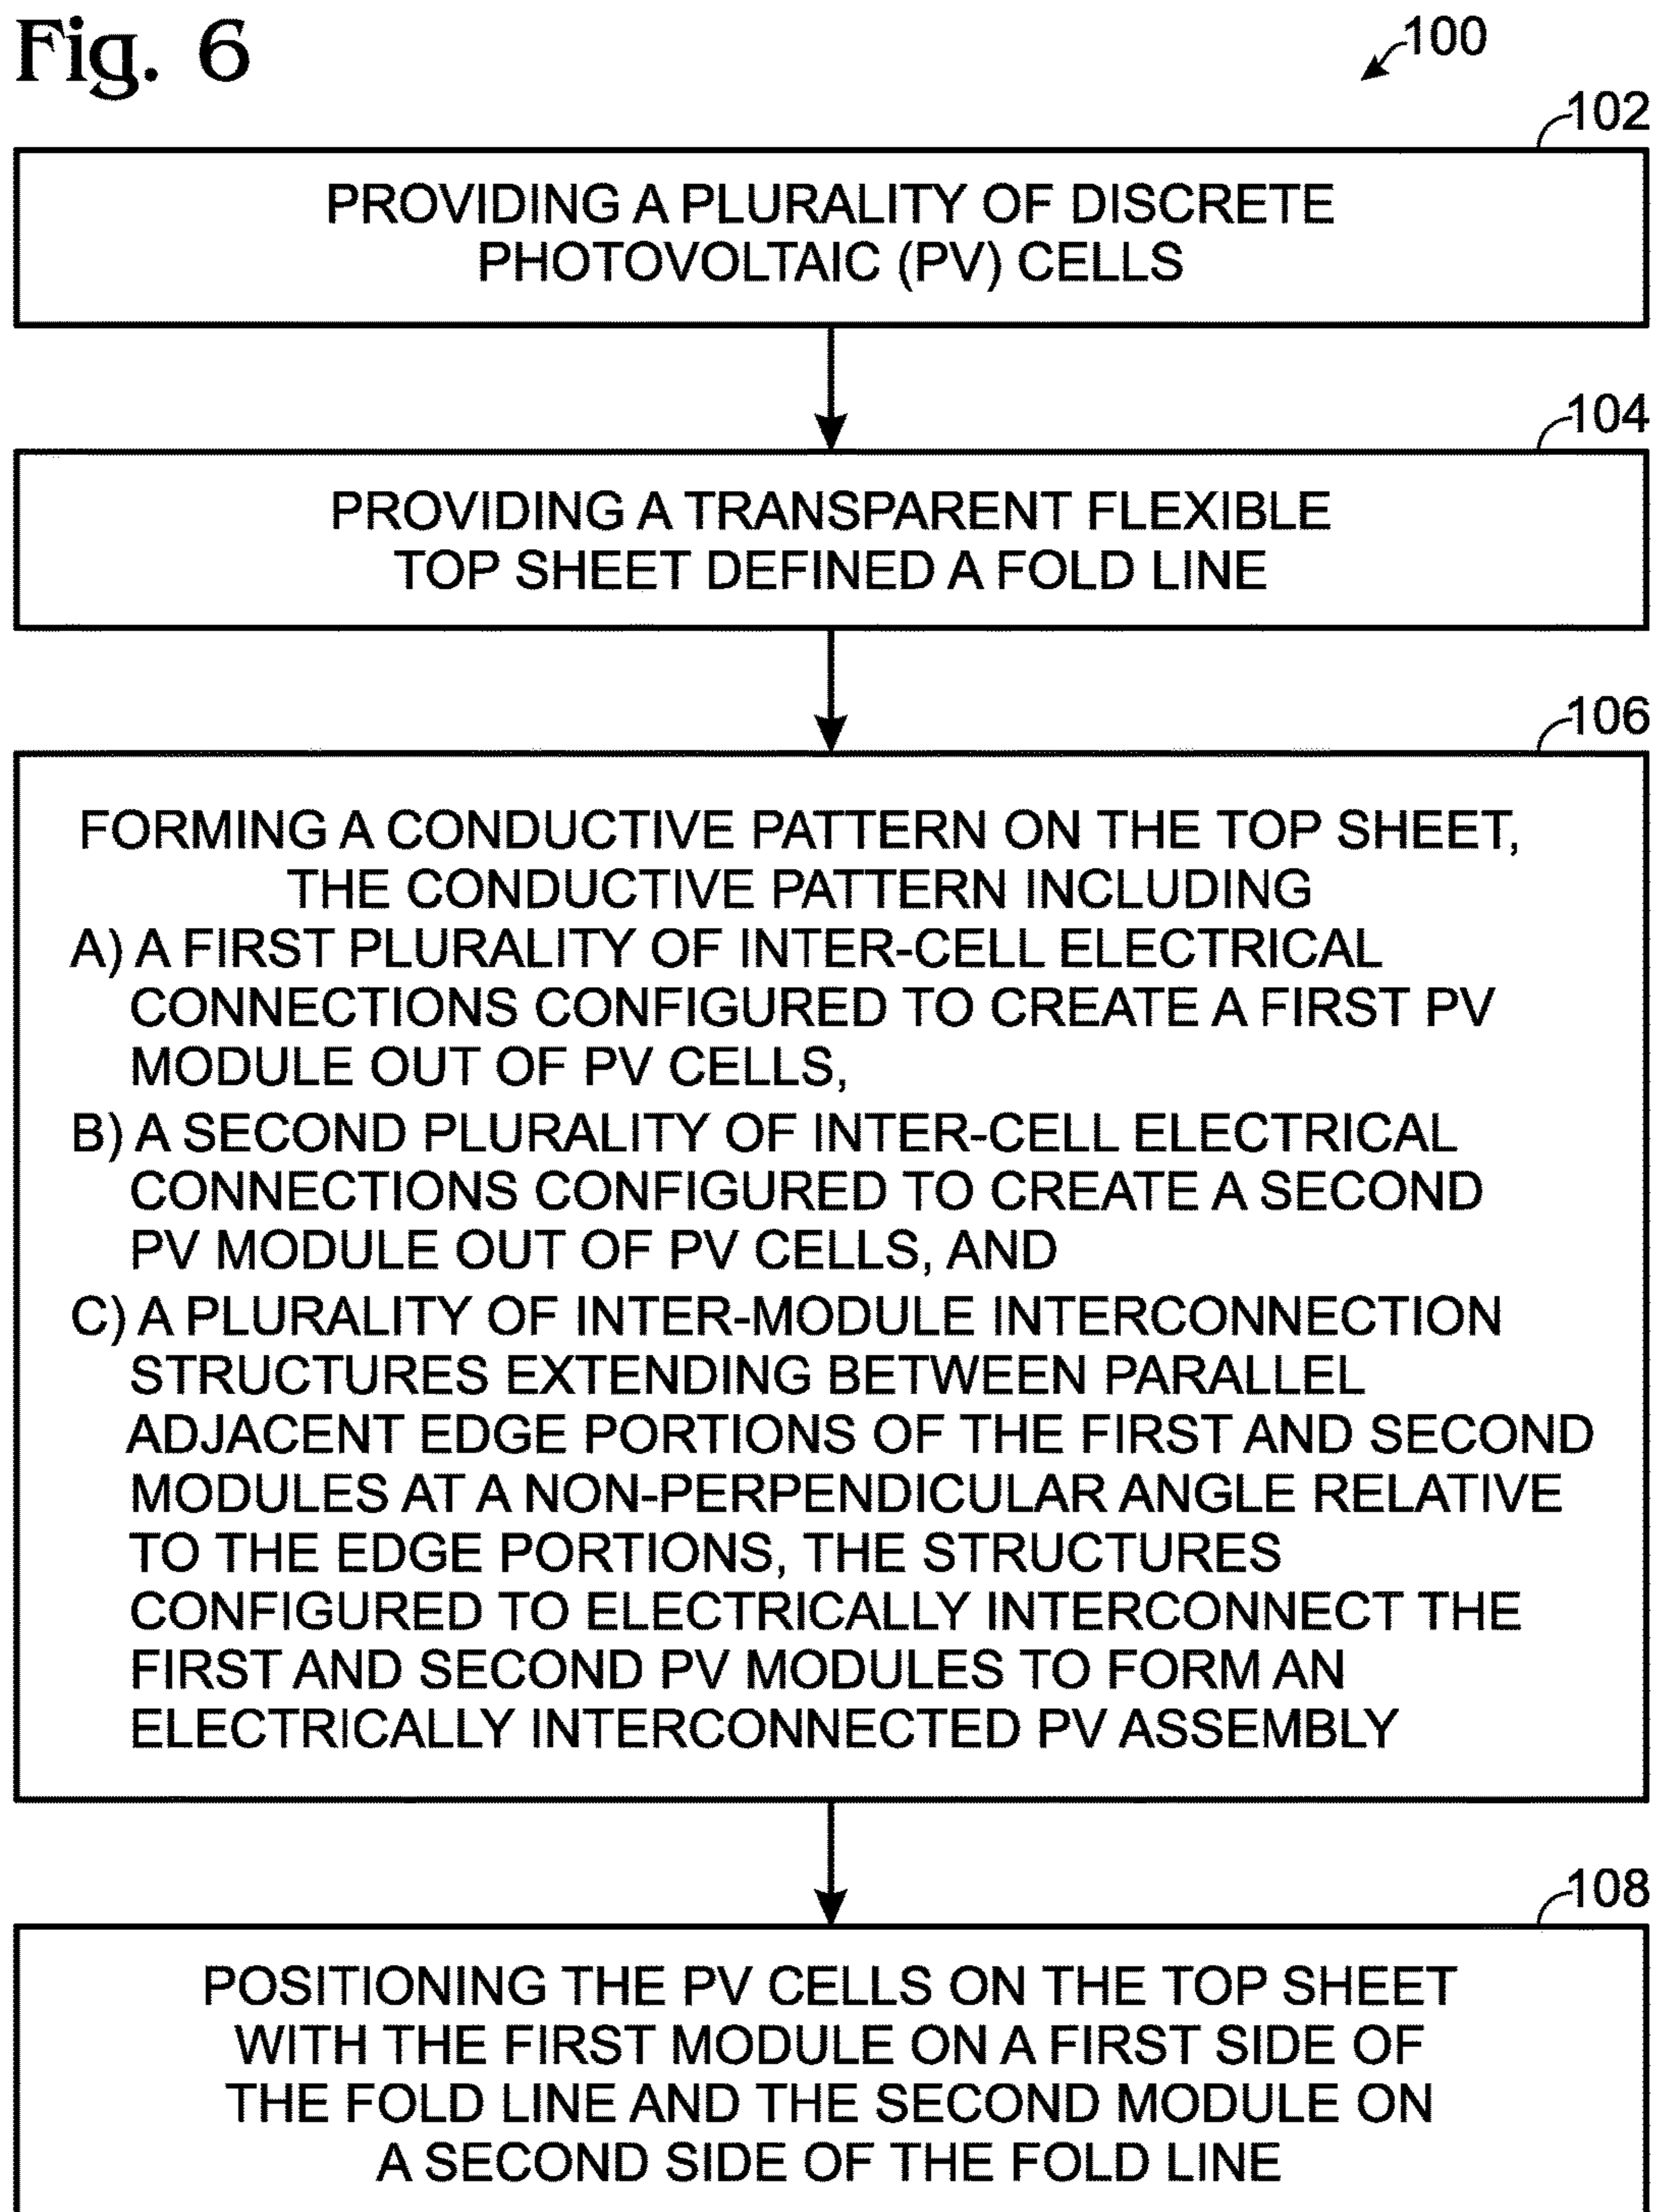 Fig. 6
100
102
PROVIDING A PLURALITY OF DISCRETE
PHOTOVOLTAIC (PV) CELLS
104
PROVIDING A TRANSPARENT FLEXIBLE
TOP SHEET DEFINED A FOLD LINE
106
FORMING A CONDUCTIVE PATTERN ON THE TOP SHEET,
THE CONDUCTIVE PATTERN INCLUDING
A) A FIRST PLURALITY OF INTER-CELL ELECTRICAL
CONNECTIONS CONFIGURED TO CREATE A FIRST PV
MODULE OUT OF PV CELLS,
B) A SECOND PLURALITY OF INTER-CELL ELECTRICAL
CONNECTIONS CONFIGURED TO CREATE A SECOND
PV MODULE OUT OF PV CELLS, AND
C) A PLURALITY OF INTER-MODULE INTERCONNECTION
STRUCTURES EXTENDING BETWEEN PARALLEL
ADJACENT EDGE PORTIONS OF THE FIRST AND SECOND
MODULES AT A NON-PERPENDICULAR ANGLE RELATIVE
TO THE EDGE PORTIONS, THE STRUCTURES
CONFIGURED TO ELECTRICALLY INTERCONNECT THE
FIRST AND SECOND PV MODULES TO FORM AN
ELECTRICALLY INTERCONNECTED PV ASSEMBLY
108
POSITIONING THE PV CELLS ON THE TOP SHEET
WITH THE FIRST MODULE ON A FIRST SIDE OF
THE FOLD LINE AND THE SECOND MODULE ON
A SECOND SIDE OF THE FOLD LINE